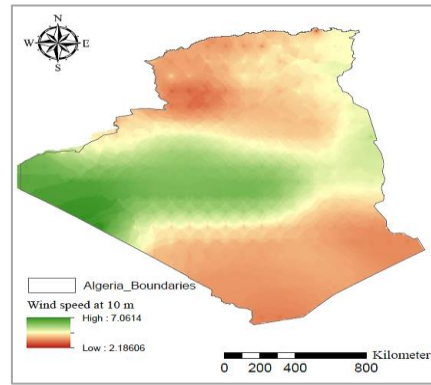 N
W E
S
Algeria_Boundaries
Wind speed at 10 m
High : 7.0614
Low : 2.18606
Kilometer
0 200 400 800